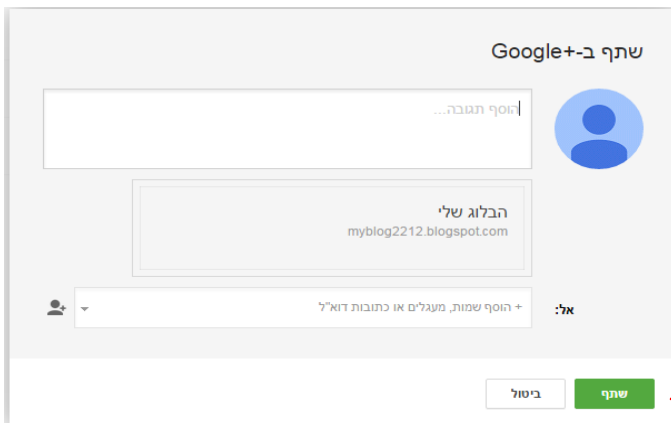 שתף ב-+Google
הוסף תגובה...
הבלוג שלי
myblog2212.blogspot.com
אל:
+ הוסף שמות, מעגלים או כתובות דוא"ל
שתף
ביטול